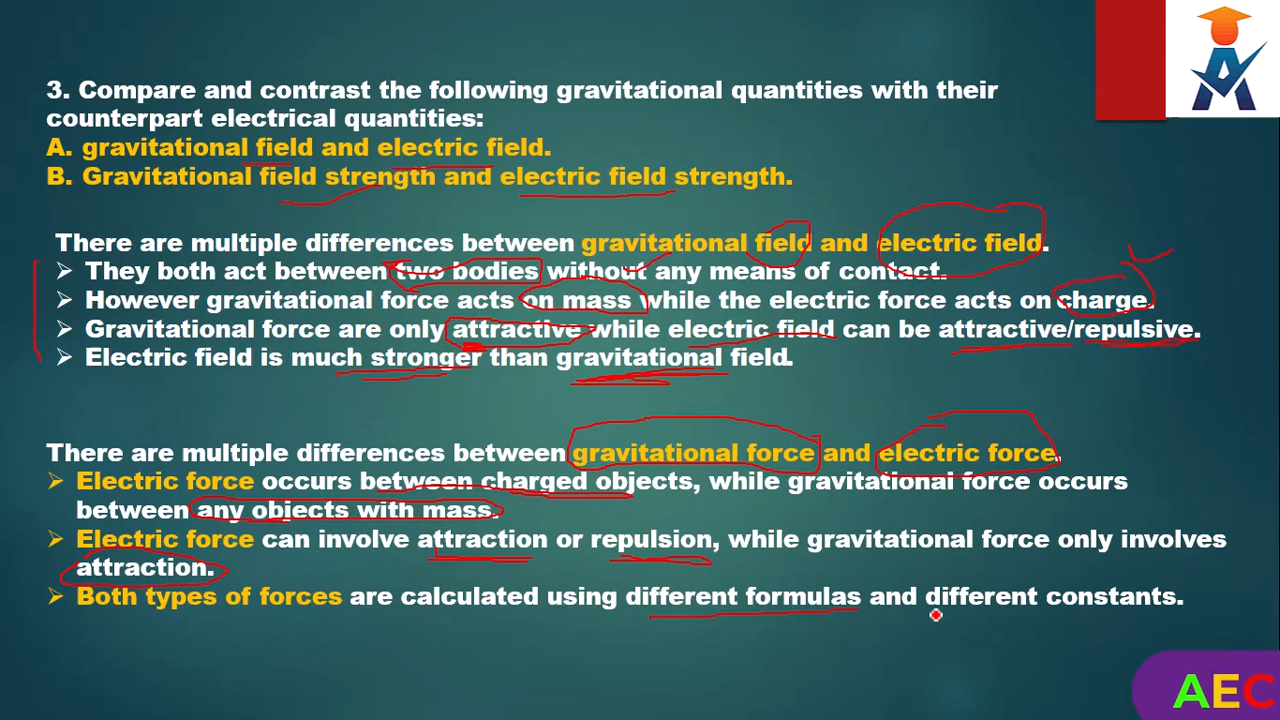 3. Compare and contrast the following gravitational quantities with their
counterpart electrical quantities:
A. gravitational field and electric field.
B. Gravitational field strength and electric field strength.
There are multiple differences between gravitational field and electric field.
They both act between two bodies without any means of contact.
However gravitational force acts on mass while the electric force acts on charge.
Gravitational force are only attractive while electric field can be attractive/repulsive.
Electric field is much stronger than gravitational field.
There are multiple differences between gravitational force and electric force.
Electric force occurs between charged objects, while gravitational force occurs
between any objects with mass.
Electric force can involve attraction or repulsion, while gravitational force only involves
attraction.
Both types of forces are calculated using different formulas and different constants.
AEC